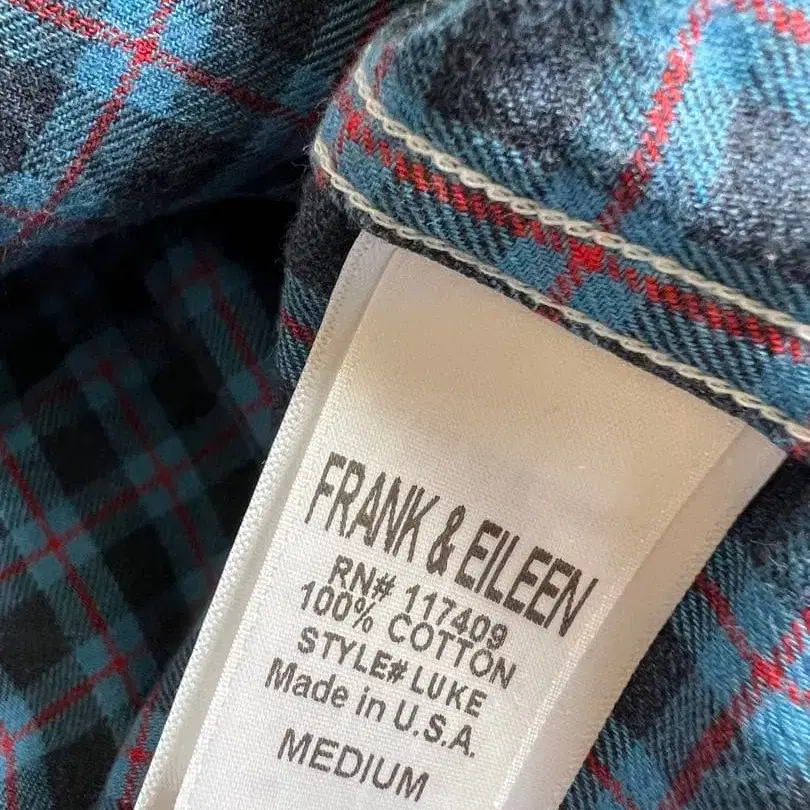 FRANK & EILEEN
RN# 117409
100% COTTON
STYLE# LUKE
Made in U.S.A.
MEDIUM